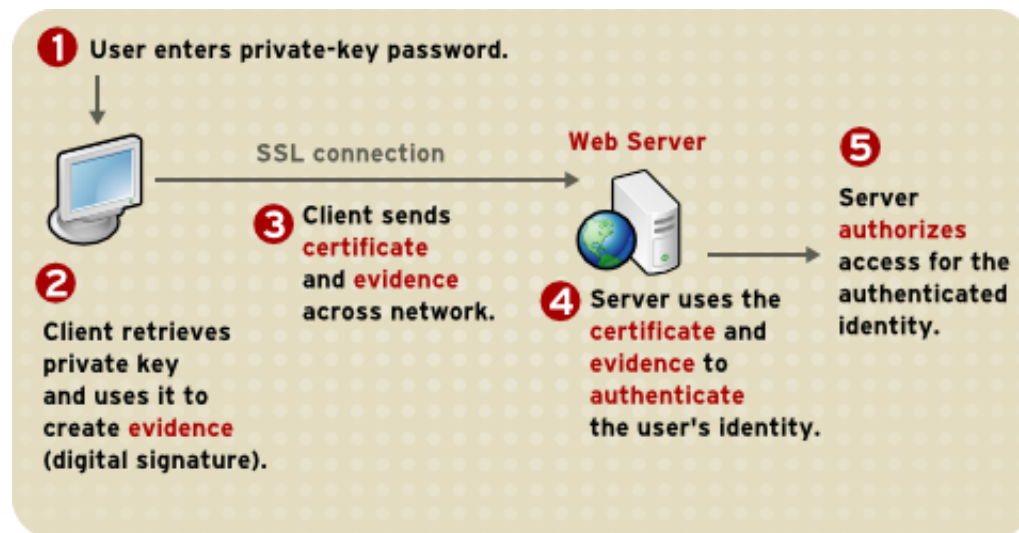 1 User enters private-key password.
SSL connection
Web Server
2
Client retrieves
private key
and uses it to
create evidence
(digital signature).
3 Client sends
certificate
and evidence
across network.
4 Server uses the
certificate and
evidence to
authenticate
the user's identity.
5
Server
authorizes
access for the
authenticated
identity.